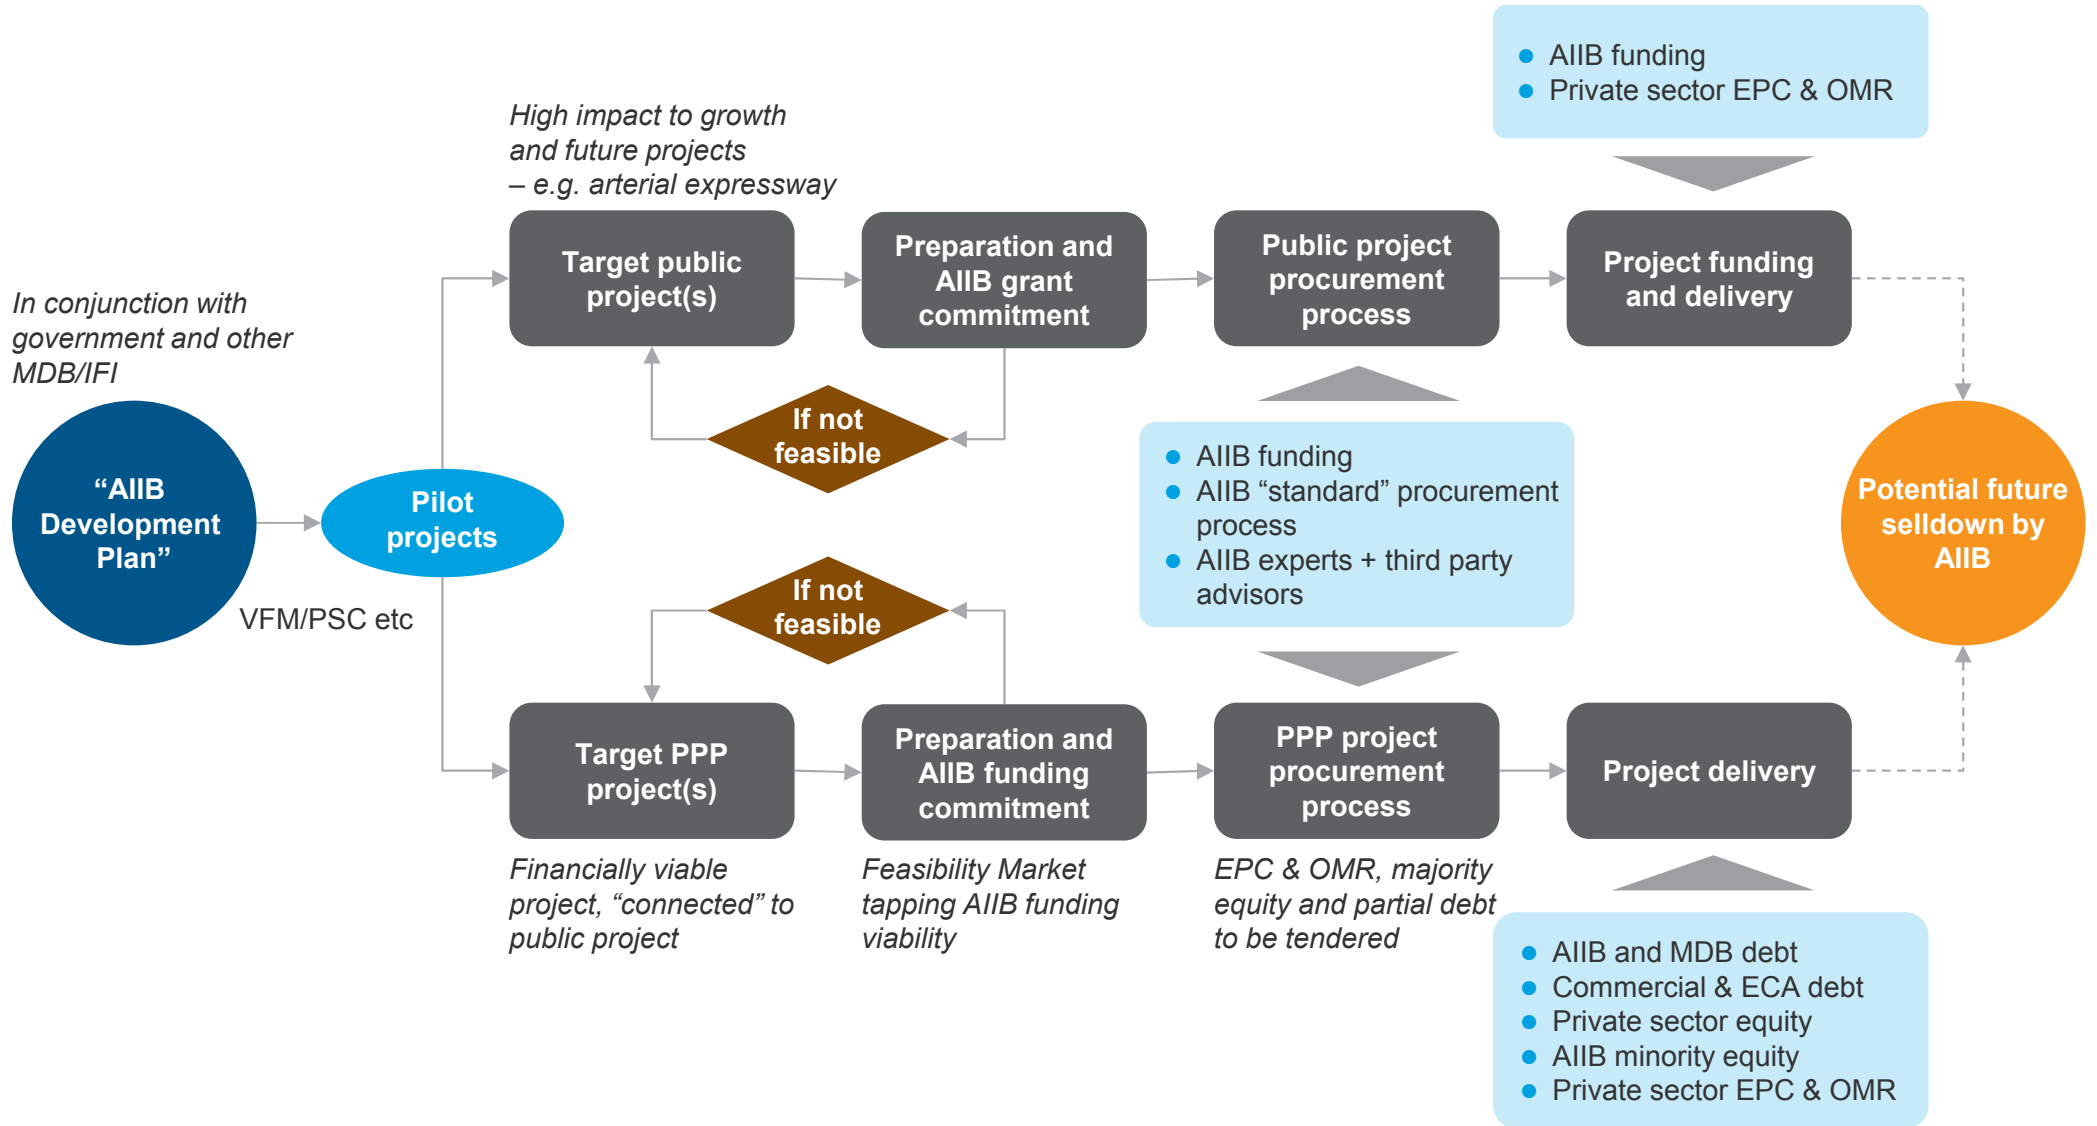 AIIB funding
Private sector EPC & OMR
High impact to growth
and future projects
– e.g. arterial expressway
In conjunction with
government and other
MDB/IFI
Target public
project(s)
Preparation and
AIIB grant
commitment
Public project
procurement
process
Project funding
and delivery
If not
feasible
“AIIB
Development
Plan”
Pilot
projects
VFM/PSC etc
AIIB funding
AIIB “standard” procurement
process
AIIB experts + third party
advisors
Potential future
selldown by
AIIB
If not
feasible
Target PPP
project(s)
Preparation and
AIIB funding
commitment
PPP project
procurement
process
Project delivery
Financially viable
project, “connected” to
public project
Feasibility Market
tapping AIIB funding
viability
EPC & OMR, majority
equity and partial debt
to be tendered
AIIB and MDB debt
Commercial & ECA debt
Private sector equity
AIIB minority equity
Private sector EPC & OMR